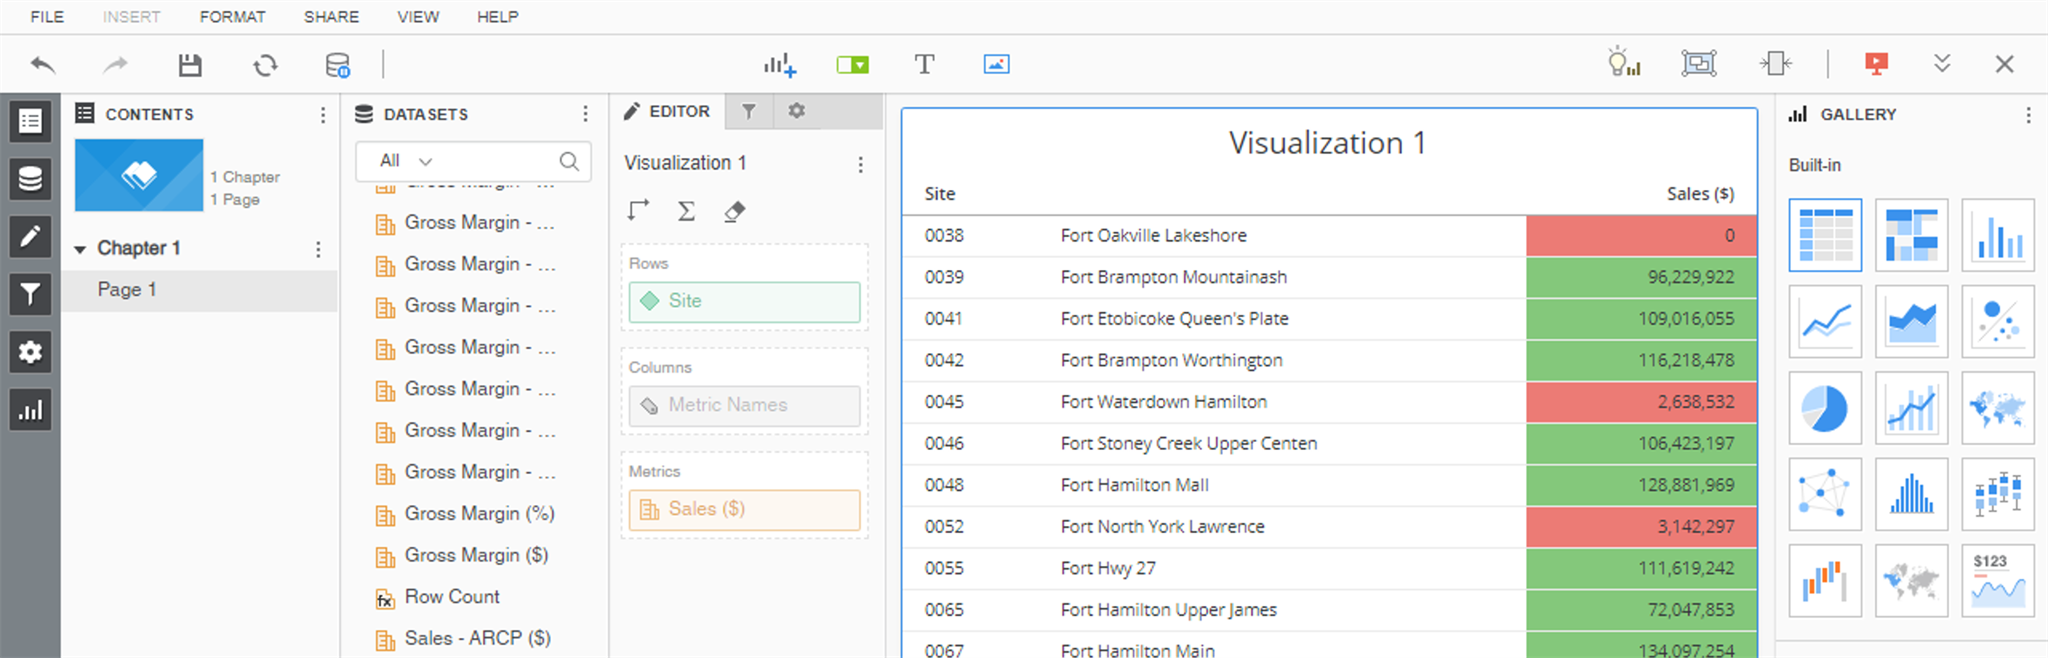 FILE INSERT FORMAT SHARE VIEW HELP
CONTENTS
1 Chapter
1 Page
Chapter 1
Page 1
DATASETS
All
Gross Margin - ...
Gross Margin - ...
Gross Margin - ...
Gross Margin - ...
Gross Margin - ...
Gross Margin - ...
Gross Margin - ...
Gross Margin - ...
Gross Margin (%)
Gross Margin ($)
fx Row Count
Sales - ARCP ($)
EDITOR
Visualization 1
Rows
Site
Columns
Metric Names
Metrics
Sales ($)
Visualization 1
Site Sales ($)
0038 Fort Oakville Lakeshore 0
0039 Fort Brampton Mountainash 96,229,922
0041 Fort Etobicoke Queen's Plate 109,016,055
0042 Fort Brampton Worthington 116,218,478
0045 Fort Waterdown Hamilton 2,638,532
0046 Fort Stoney Creek Upper Centen 106,423,197
0048 Fort Hamilton Mall 128,881,969
0052 Fort North York Lawrence 3,142,297
0055 Fort Hwy 27 111,619,242
0065 Fort Hamilton Upper James 72,047,853
0067 Fort Hamilton Main 134,097,254
GALLERY
Built-in
$123